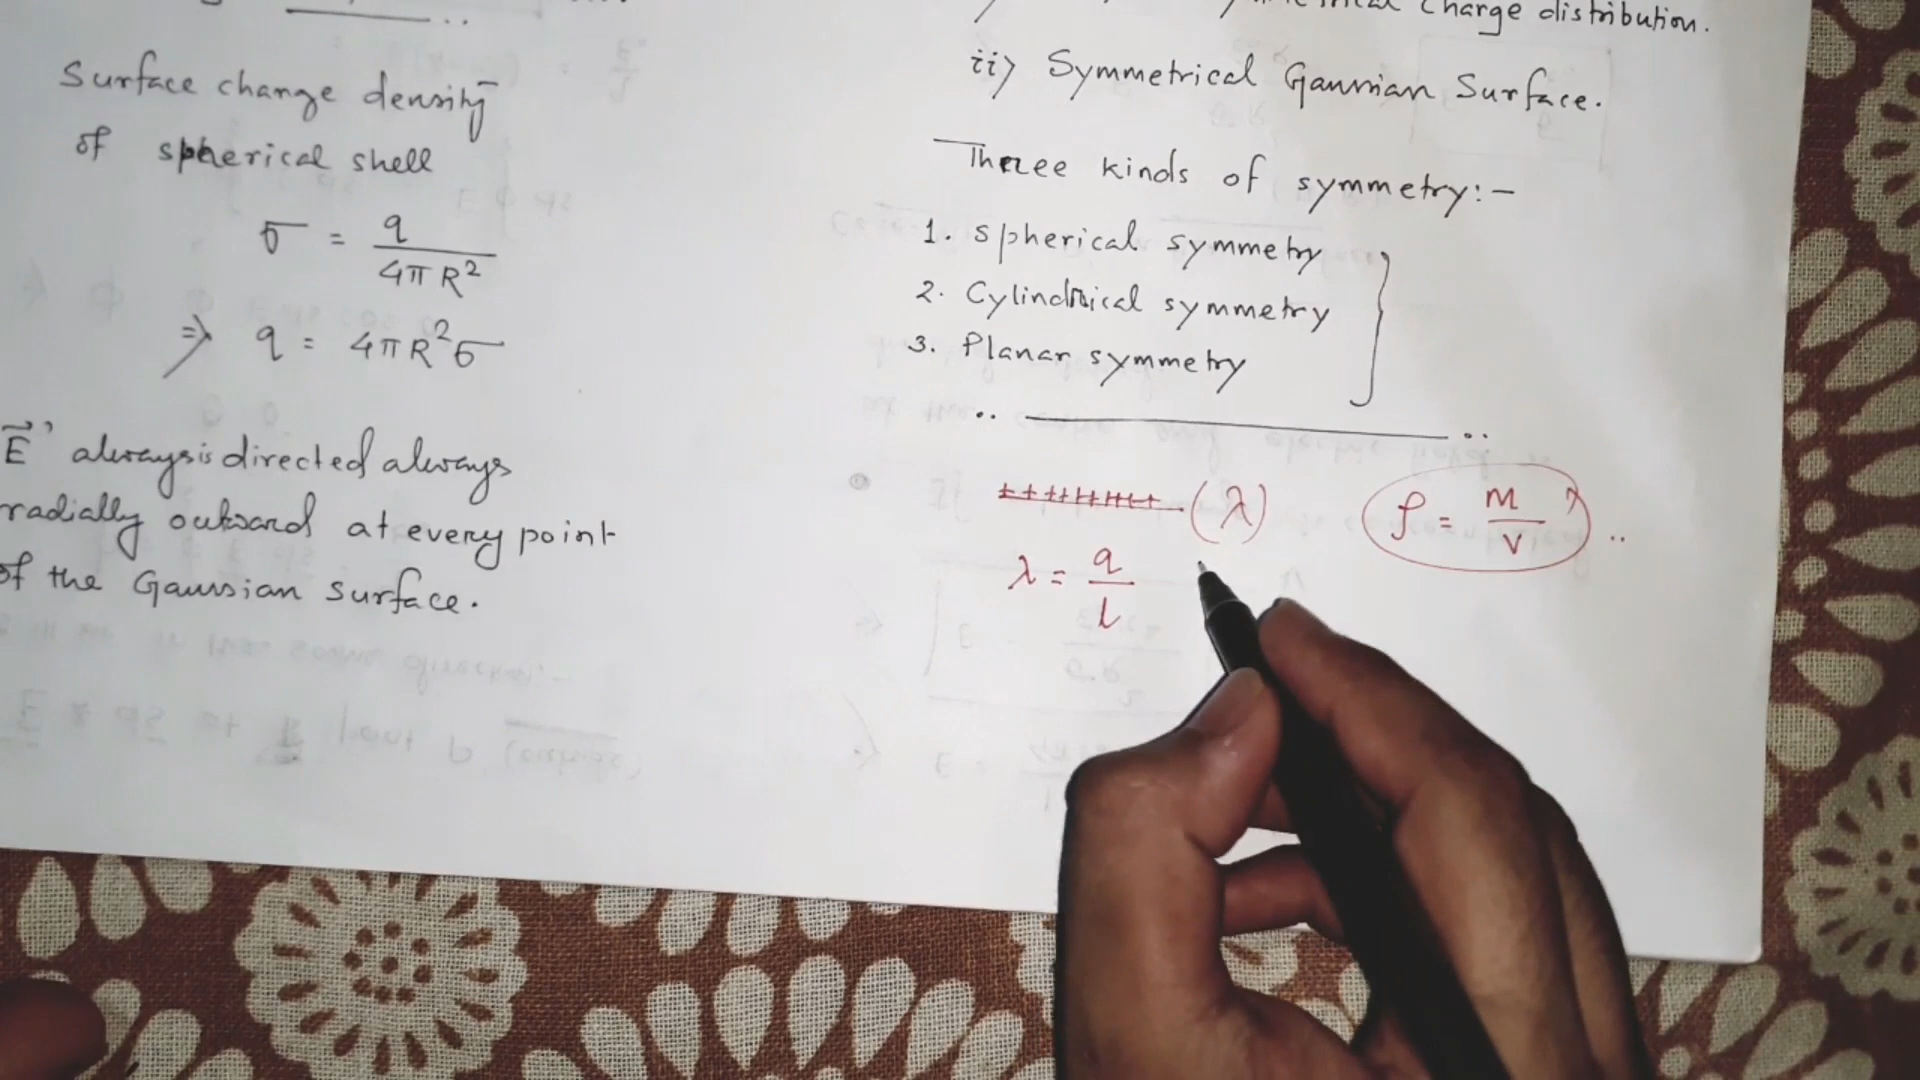 Surface change density
of spherical shell
σ = q / 4πR²
⇒ q = 4πR²σ
E⃗' always is directed always
radially outward at every point
of the Gaussian surface.
charge distribution.
ii) Symmetrical Gaussian Surface.
Three kinds of symmetry:-
1. Spherical symmetry
2. Cylindrical symmetry
3. Planar symmetry
+ + + + + + + + + (λ)
λ = q / l
ρ = m / v